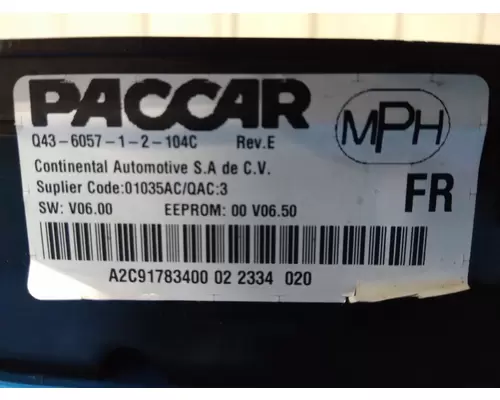 PACCAR
MPH
Q43-6057-1-2-104C Rev.E
Continental Automotive S.A de C.V.
Suplier Code:01035AC/QAC:3
FR
SW: V06.00 EEPROM: 00 V06.50
A2C91783400 02 2334 020